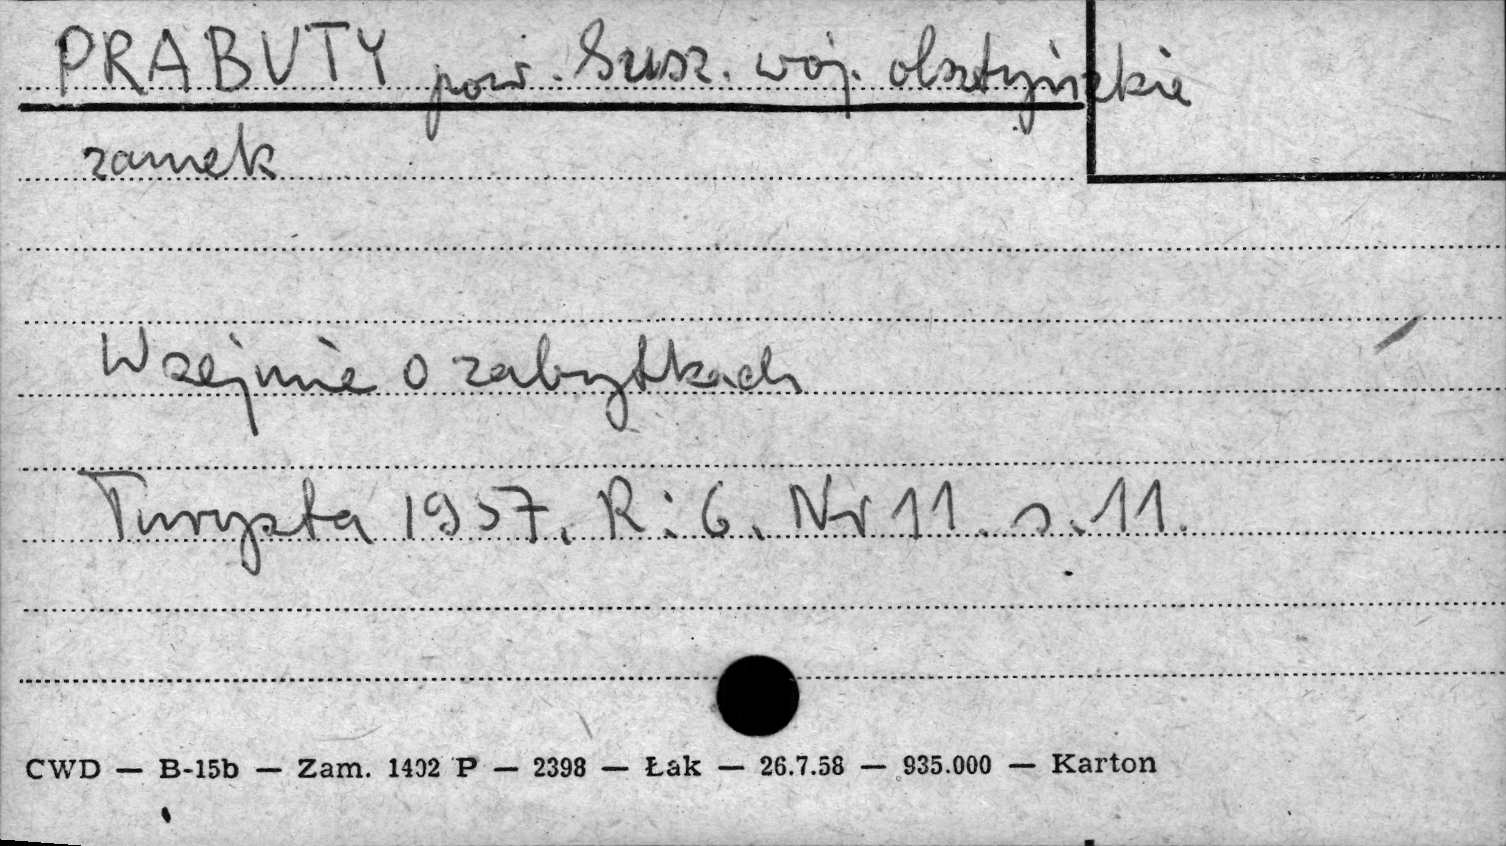 PRABUTY pow. Susz. woj. olsztyńskie
zamek
W sejmie o zabytkach
Turysta 1957. R: 6. Nr 11. s. 11.
CWD — B-15b — Zam. 1402 P — 2398 — Łak — 26.7.58 — 935.000 — Karton